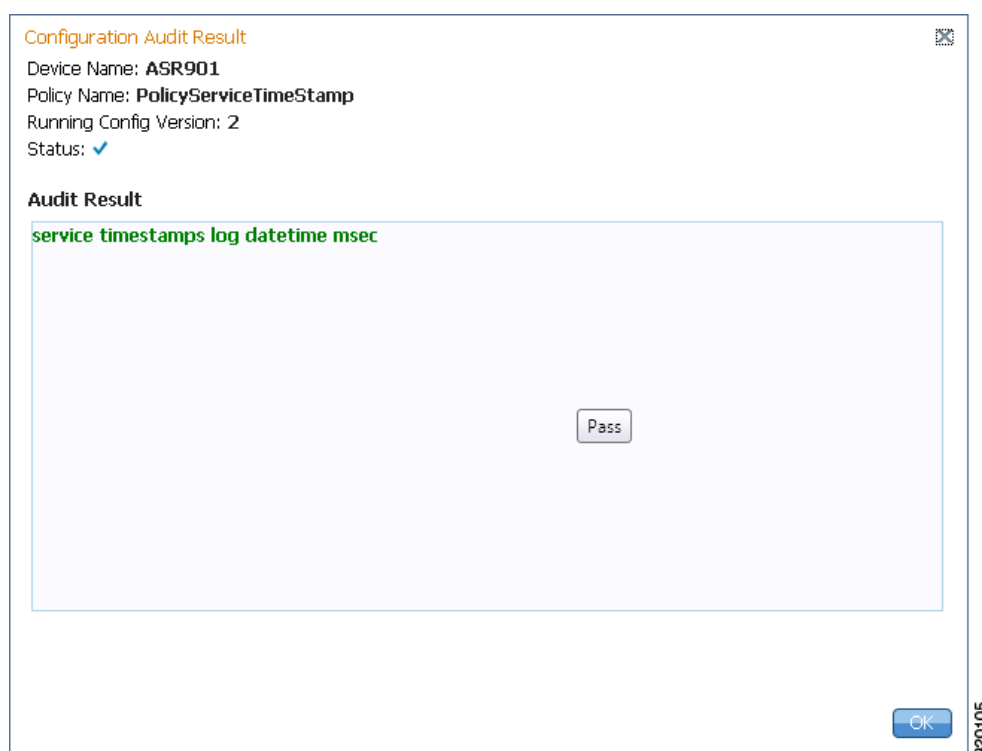 Configuration Audit Result
Device Name: ASR901
Policy Name: PolicyServiceTimeStamp
Running Config Version: 2
Status:
Audit Result
service timestamps log datetime msec
Pass
OK